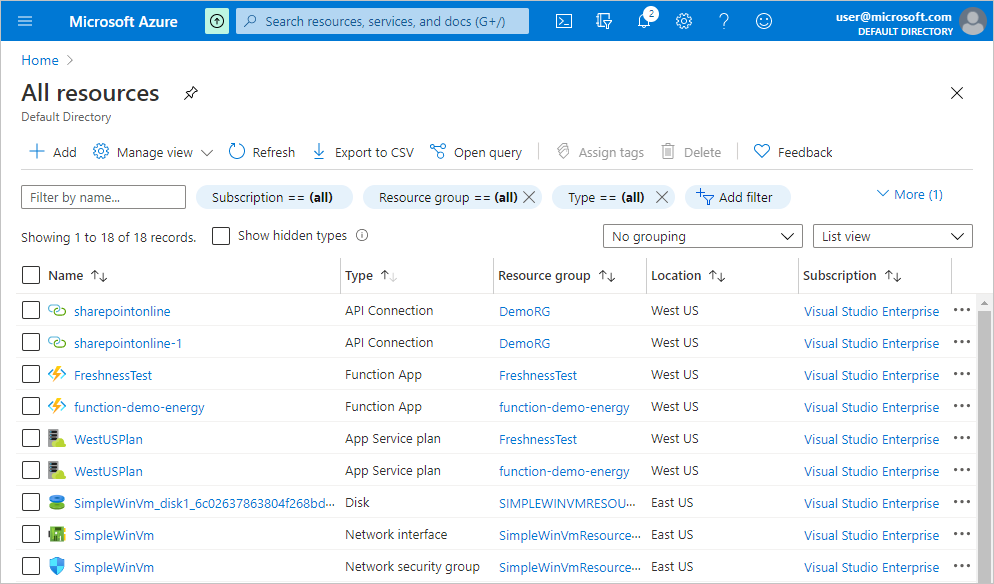 Microsoft Azure Search resources, services, and docs (G+/) 2 user@microsoft.com
DEFAULT DIRECTORY
Home
All resources
Default Directory
Add Manage view Refresh Export to CSV Open query Assign tags Delete Feedback
Filter by name... Subscription == (all) Resource group == (all) Type == (all) Add filter More (1)
Showing 1 to 18 of 18 records. Show hidden types No grouping List view
Name Type Resource group Location Subscription
sharepointonline API Connection DemoRG West US Visual Studio Enterprise
sharepointonline-1 API Connection DemoRG West US Visual Studio Enterprise
FreshnessTest Function App FreshnessTest West US Visual Studio Enterprise
function-demo-energy Function App function-demo-energy West US Visual Studio Enterprise
WestUSPlan App Service plan FreshnessTest West US Visual Studio Enterprise
WestUSPlan App Service plan function-demo-energy West US Visual Studio Enterprise
SimpleWinVm_disk1_6c02637863804f268bd... Disk SIMPLEWINVMRESOU... East US Visual Studio Enterprise
SimpleWinVm Network interface SimpleWinVmResource... East US Visual Studio Enterprise
SimpleWinVm Network security group SimpleWinVmResource... East US Visual Studio Enterprise